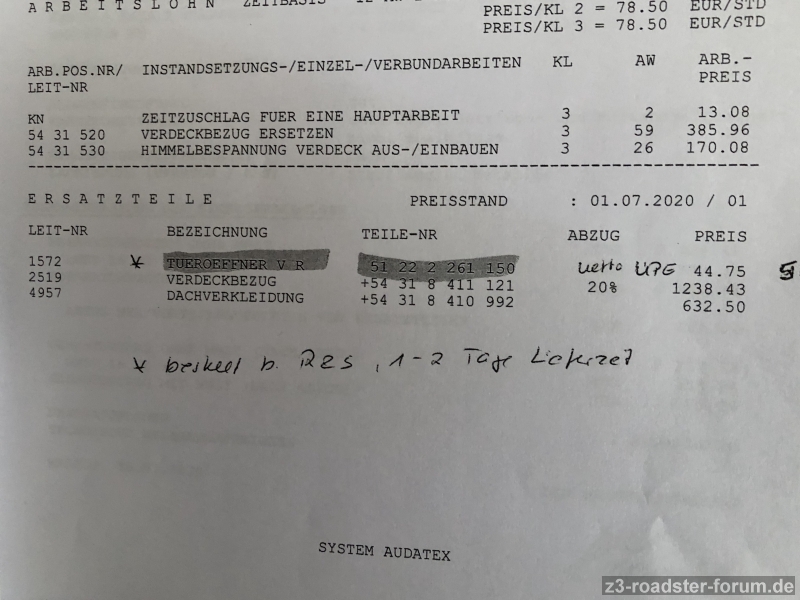 ARBEITSLOHN ZEITBASIS
PREIS/KL 2 = 78.50 EUR/STD
PREIS/KL 3 = 78.50 EUR/STD
ARB.POS.NR/ INSTANDSETZUNGS-/EINZEL-/VERBUNDARBEITEN KL AW ARB.-
LEIT-NR PREIS
KN ZEITZUSCHLAG FUER EINE HAUPTARBEIT 3 2 13.08
54 31 520 VERDECKBEZUG ERSETZEN 3 59 385.96
54 31 530 HIMMELBESPANNUNG VERDECK AUS-/EINBAUEN 3 26 170.08
ERSATZTEILE PREISSTAND : 01.07.2020 / 01
LEIT-NR BEZEICHNUNG TEILE-NR ABZUG PREIS
1572 TUEROEFFNER V R 51 22 2 261 150 netto UPE 44.75
2519 VERDECKBEZUG +54 31 8 411 121 20% 1238.43
4957 DACHVERKLEIDUNG +54 31 8 410 992 632.50
bestellt b. , 1-2 Tage Lieferzeit
SYSTEM AUDATEX
z3-roadster-forum.de